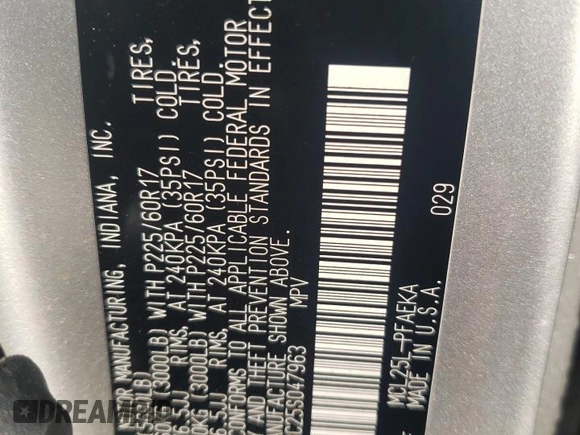 MANUFACTURING, INDIANA, INC.
WITH P225/60R17 TIRES,
RIMS, AT 240KPA (35PSI) COLD.
(3000LB) WITH P225/60R17 TIRES,
RIMS, AT 240KPA (35PSI) COLD.
CONFORMS TO ALL APPLICABLE FEDERAL MOTOR
AND THEFT PREVENTION STANDARDS IN EFFECT
MANUFACTURE SHOWN ABOVE.
MPV
029
MCL25L-PFAEKA
MADE IN U.S.A.
DREAMBID